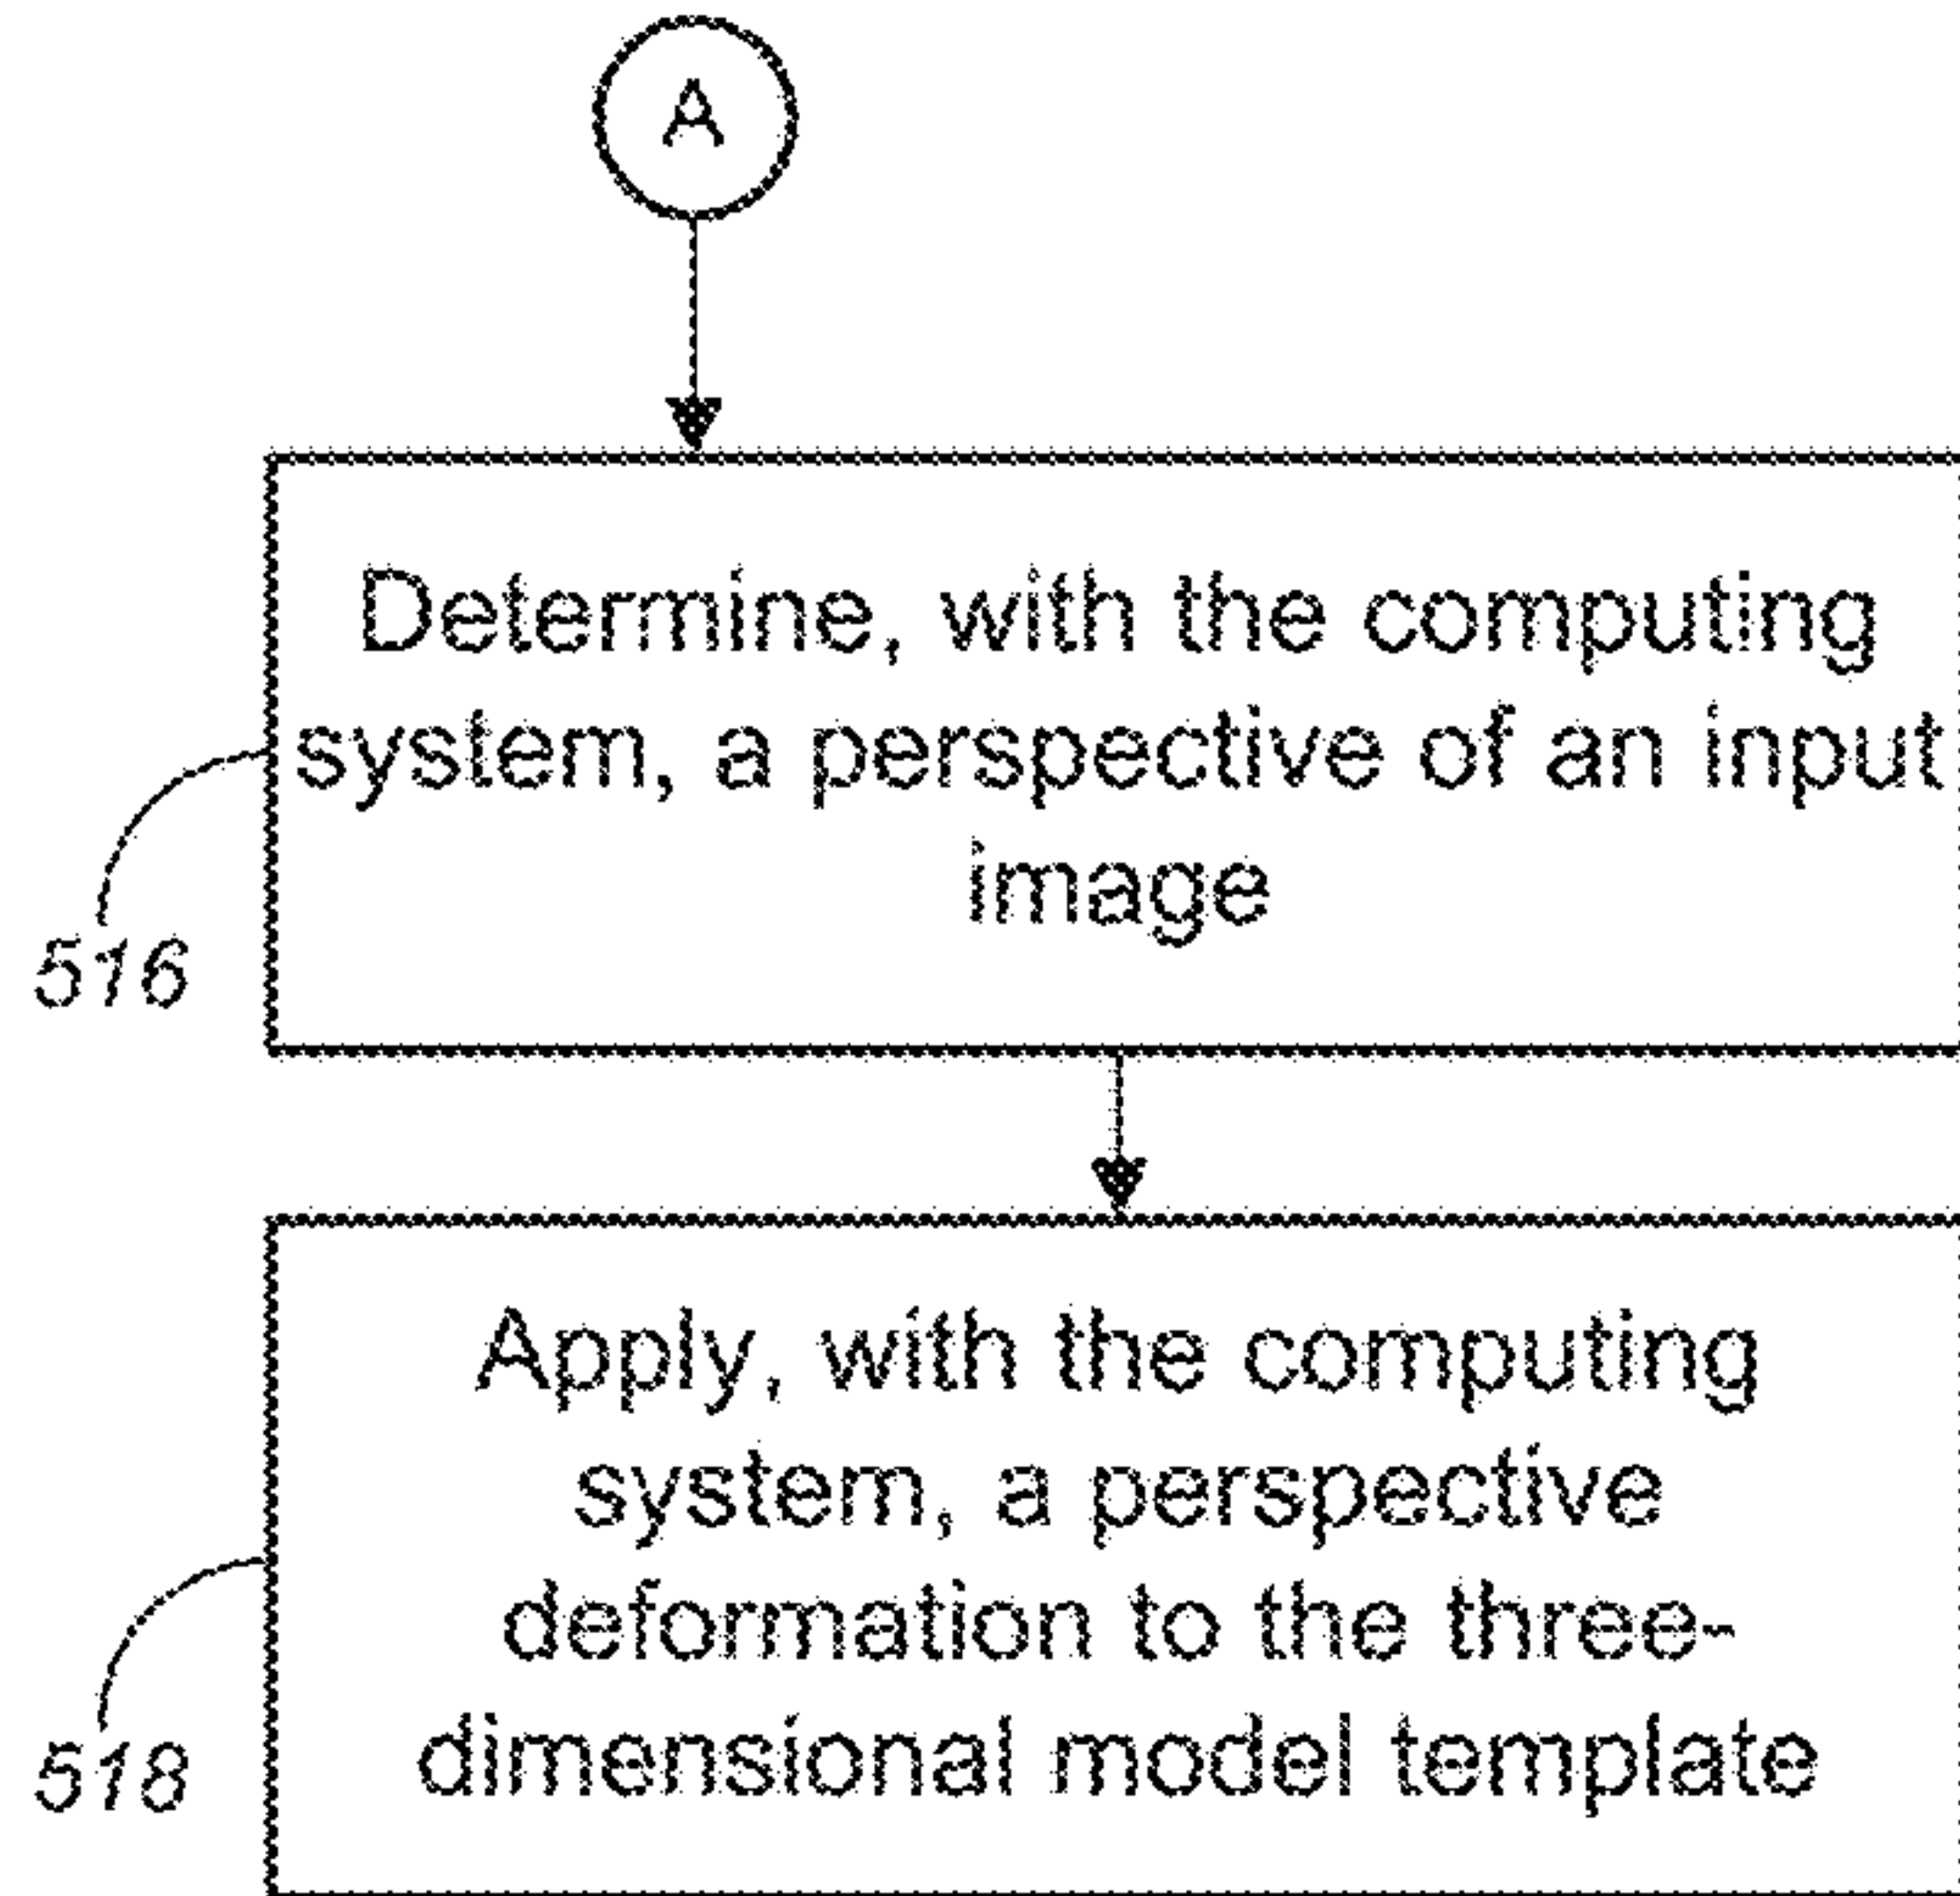 A
Determine, with the computing
system, a perspective of an input
image
516
Apply, with the computing
system, a perspective
deformation to the three-
dimensional model template
518